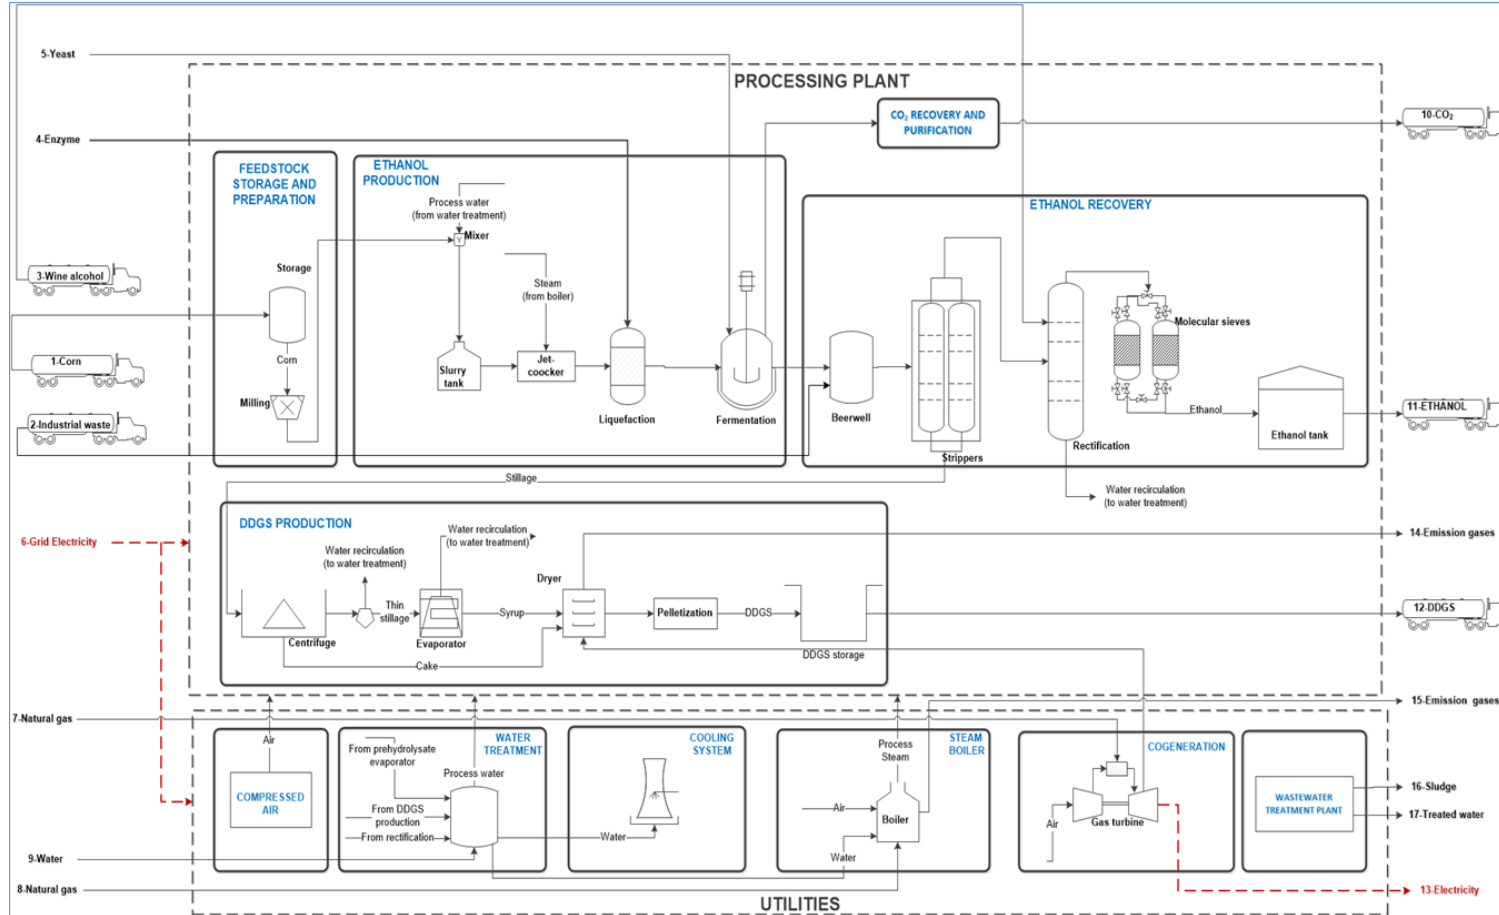 PROCESSING PLANT
5-Yeast
4-Enzyme
3-Wine alcohol
1-Corn
2-Industrial waste
6-Grid Electricity
7-Natural gas
9-Water
8-Natural gas
FEEDSTOCK
STORAGE AND
PREPARATION
Storage
Corn
Milling
ETHANOL
PRODUCTION
Process water
(from water treatment)
Mixer
Steam
(from boiler)
Slurry
tank
Jet-
coocker
Liquefaction
Fermentation
CO₂ RECOVERY AND
PURIFICATION
ETHANOL RECOVERY
Beerwell
Strippers
Rectification
Molecular sieves
Ethanol
Ethanol tank
Water recirculation
(to water treatment)
Stillage
DDGS PRODUCTION
Centrifuge
Water recirculation
(to water treatment)
Thin
stillage
Water recirculation
(to water treatment)
Evaporator
Syrup
Cake
Dryer
Pelletization
DDGS
DDGS storage
10-CO₂
11-ETHANOL
14-Emission gases
12-DDGS
15-Emission gases
16-Sludge
17-Treated water
13-Electricity
Air
COMPRESSED
AIR
WATER
TREATMENT
From prehydrolysate
evaporator
Process water
From DDGS
production
From rectification
COOLING
SYSTEM
Water
STEAM
BOILER
Process
Steam
Air
Boiler
Water
COGENERATION
Air
Gas turbine
WASTEWATER
TREATMENT PLANT
UTILITIES